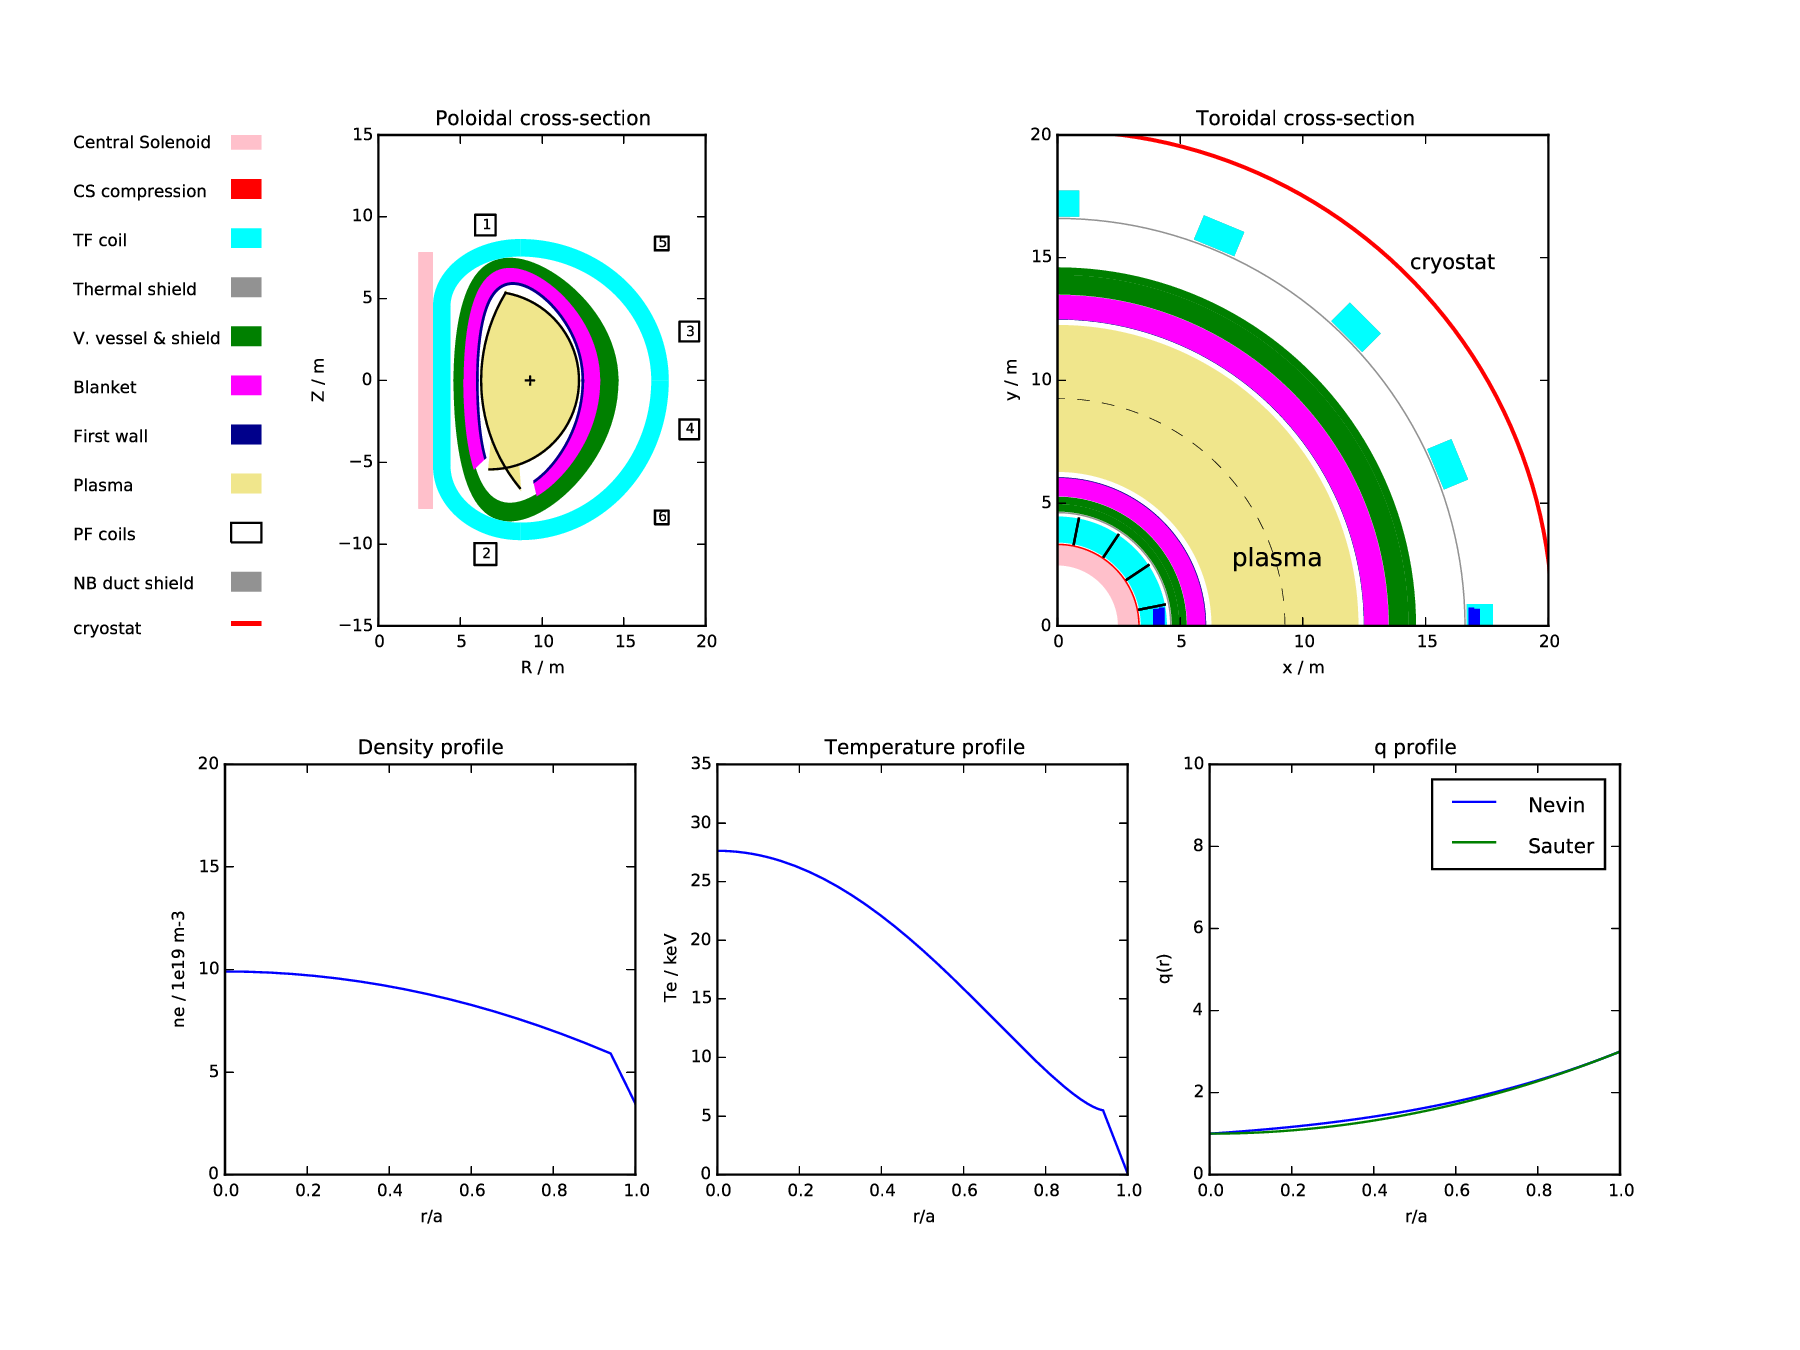 Central Solenoid
CS compression
TF coil
Thermal shield
V. vessel & shield
Blanket
First wall
Plasma
PF coils
NB duct shield
cryostat
Poloidal cross-section
15
10
5
0
−5
−10
−15
Z / m
1
5
3
4
6
2
0 5 10 15 20
R / m
Toroidal cross-section
20
15
10
5
0
y / m
cryostat
plasma
0 5 10 15 20
x / m
Density profile
20
15
10
5
0
ne / 1e19 m-3
0.0 0.2 0.4 0.6 0.8 1.0
r/a
Temperature profile
35
30
25
20
15
10
5
0
Te / keV
0.0 0.2 0.4 0.6 0.8 1.0
r/a
q profile
10
8
6
4
2
0
q(r)
Nevin
Sauter
0.0 0.2 0.4 0.6 0.8 1.0
r/a